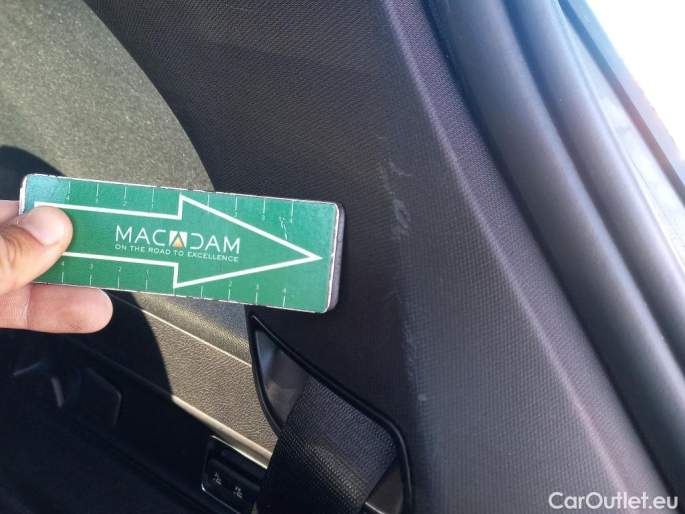 MACADAM
ON THE ROAD TO EXCELLENCE
CarOutlet.eu